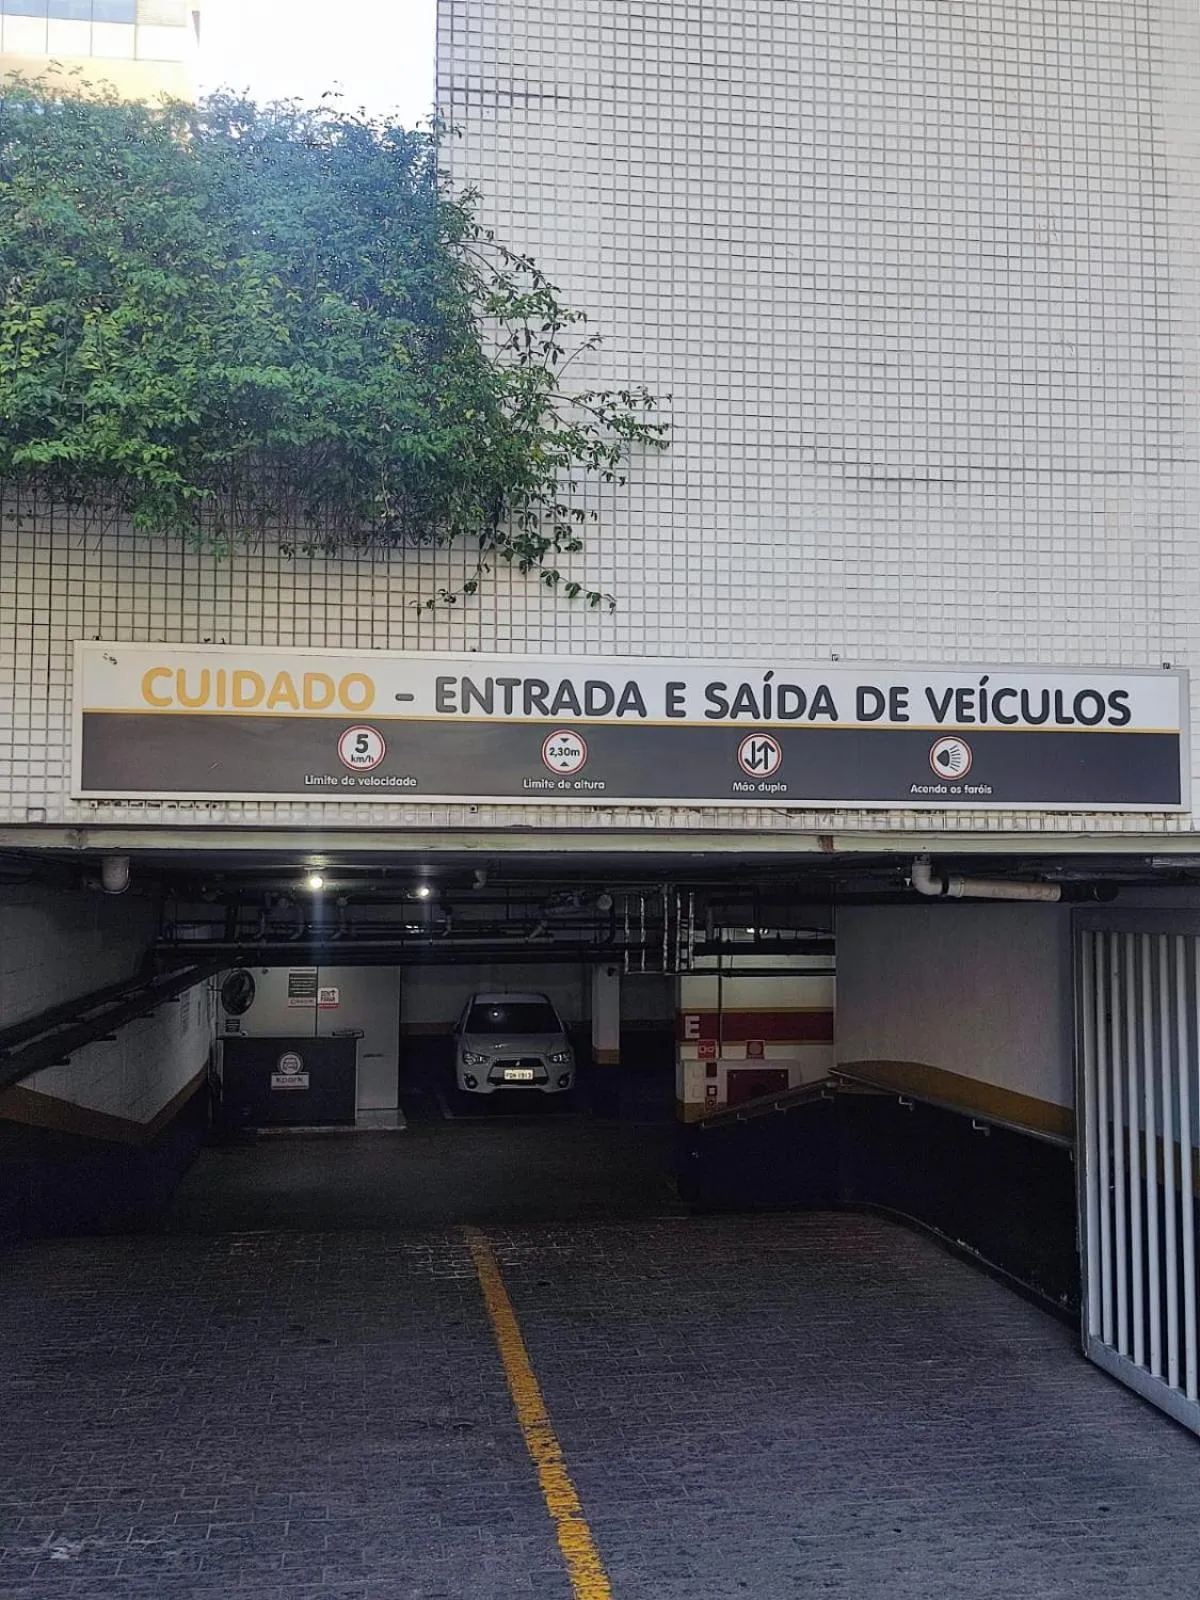 CUIDADO - ENTRADA E SAÍDA DE VEÍCULOS
5
km/h
Limite de velocidade
2,30m
Limite de altura
Mão dupla
Acenda os faróis
E